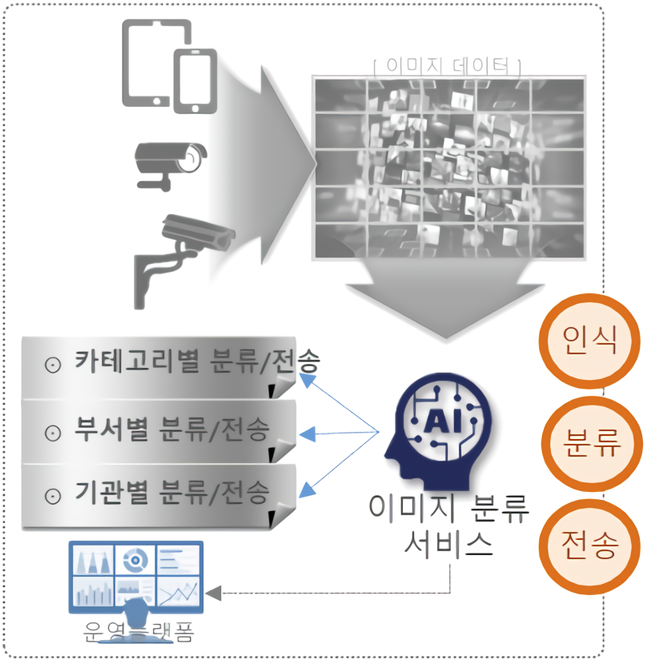 [ 이미지 데이터 ]
인식
⊙ 카테고리별 분류/전송
분류
⊙ 부서별 분류/전송
⊙ 기관별 분류/전송
AI
이미지 분류
서비스
전송
운영플랫폼